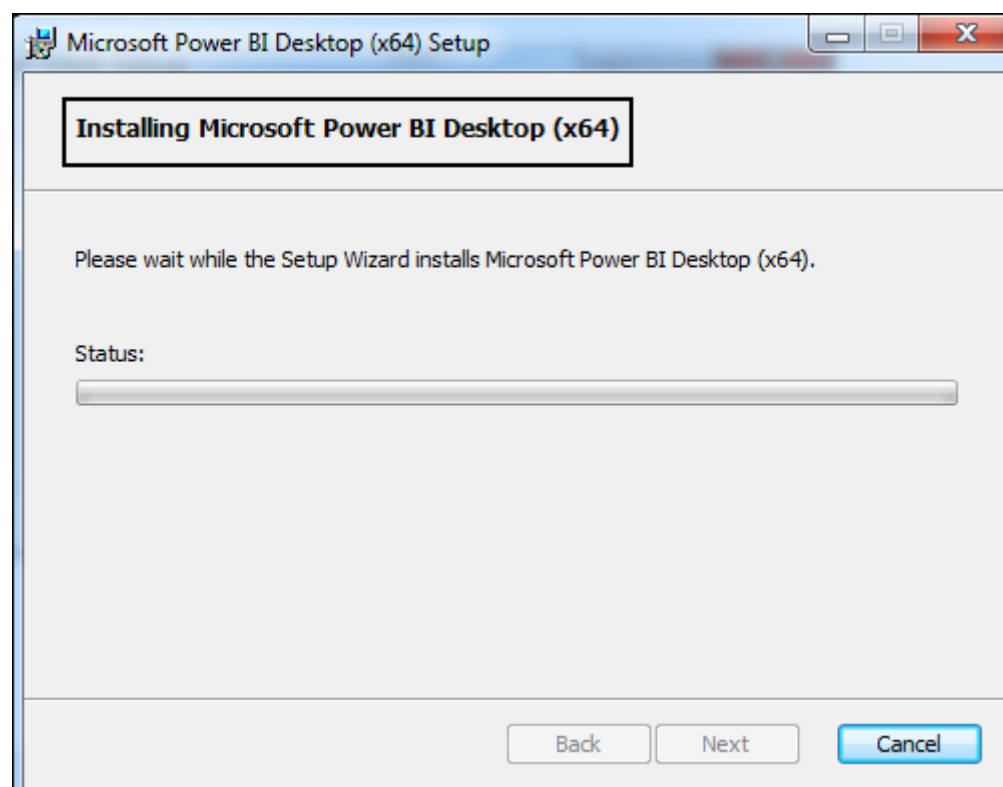 Microsoft Power BI Desktop (x64) Setup
Installing Microsoft Power BI Desktop (x64)
Please wait while the Setup Wizard installs Microsoft Power BI Desktop (x64).
Status:
Back Next Cancel